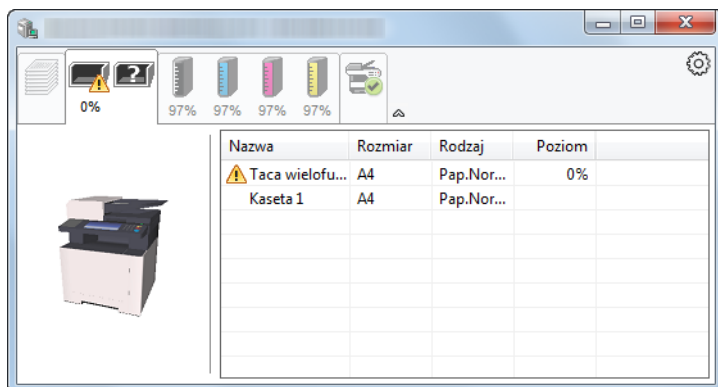 ?
0% 97% 97% 97% 97%
Nazwa Rozmiar Rodzaj Poziom
Taca wielofu... A4 Pap.Nor... 0%
Kaseta 1 A4 Pap.Nor...